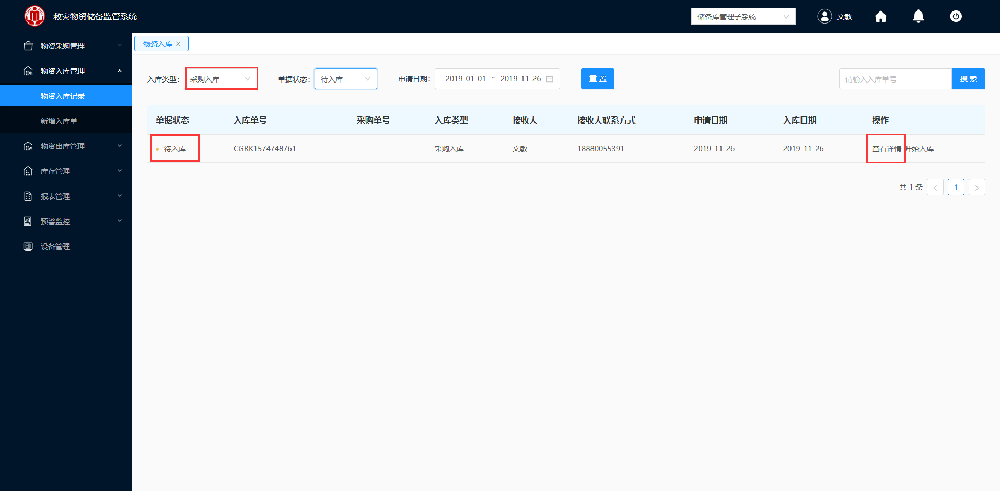 救灾物资储备监管系统
储备库管理子系统
文敏
物资采购管理
物资入库管理
物资入库记录
新增入库单
物资出库管理
库存管理
报表管理
预警监控
设备管理
物资入库
入库类型: 采购入库 单据状态: 待入库 申请日期: 2019-01-01 ~ 2019-11-26 重 置 请输入入库单号 搜 索
单据状态 入库单号 采购单号 入库类型 接收人 接收人联系方式 申请日期 入库日期 操作
待入库 CGRK1574748761 采购入库 文敏 18880055391 2019-11-26 2019-11-26 查看详情 开始入库
共 1 条 < 1 >